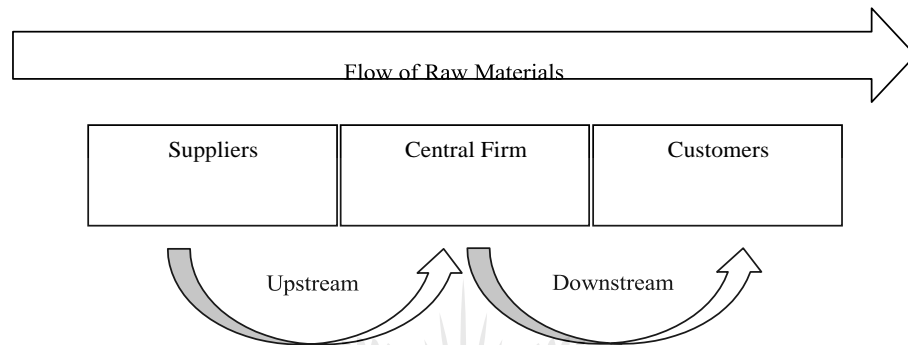 Flow of Raw Materials
Suppliers
Central Firm
Customers
Upstream
Downstream